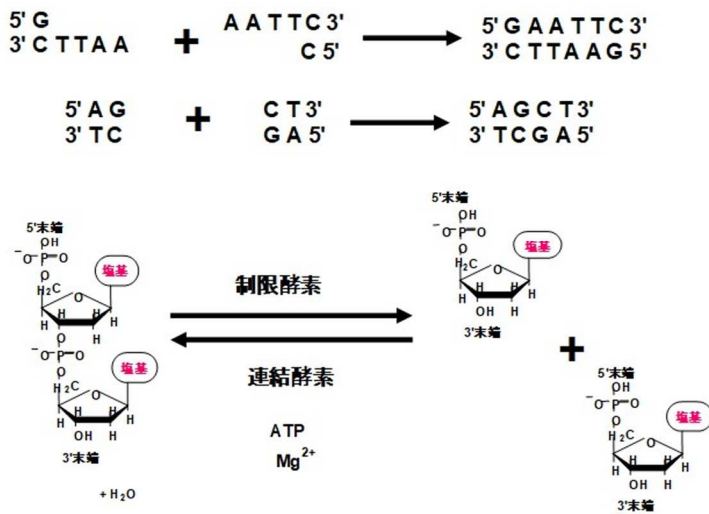 5' G
3' C T T A A
+
A A T T C 3'
C 5'
5' G A A T T C 3'
3' C T T A A G 5'
5' A G
3' T C
+
C T 3'
G A 5'
5' A G C T 3'
3' T C G A 5'
5'末端
OH
⁻O-P=O
O
H₂C
O
塩基
H H H H
H
O
⁻O-P=O
O
H₂C
O
塩基
H H H H
OH H
3'末端
+ H₂O
制限酵素
連結酵素
ATP
Mg²⁺
5'末端
OH
⁻O-P-O
O
H₂C
O
塩基
H H H H
OH H
3'末端
+
5'末端
OH
⁻O-P-O
O
H₂C
O
塩基
H H H H
OH H
3'末端